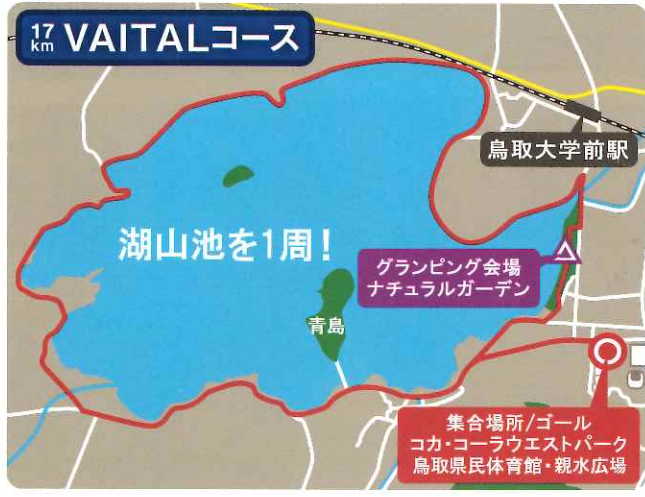 17
km VAITALコース
鳥取大学前駅
湖山池を1周！
グランピング会場
ナチュラルガーデン
青島
集合場所/ゴール
コカ・コーラウエストパーク
鳥取県民体育館・親水広場